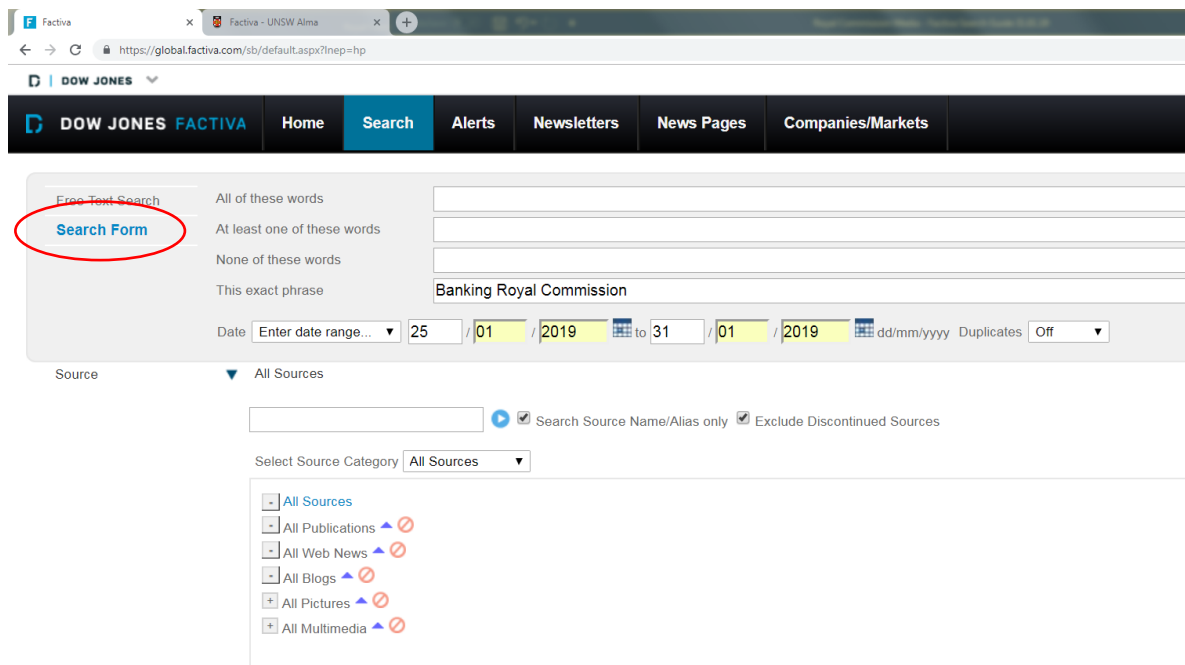 Factiva × Factiva - UNSW Alma × +
https://global.factiva.com/sb/default.aspx?lnep=hp
DOW JONES
DOW JONES FACTIVA Home Search Alerts Newsletters News Pages Companies/Markets
Free Text Search All of these words
Search Form At least one of these words
None of these words
This exact phrase Banking Royal Commission
Date Enter date range... ▼ 25 / 01 / 2019 to 31 / 01 / 2019 dd/mm/yyyy Duplicates Off ▼
Source ▼ All Sources
Search Source Name/Alias only Exclude Discontinued Sources
Select Source Category All Sources ▼
- All Sources
- All Publications
- All Web News
- All Blogs
+ All Pictures
+ All Multimedia